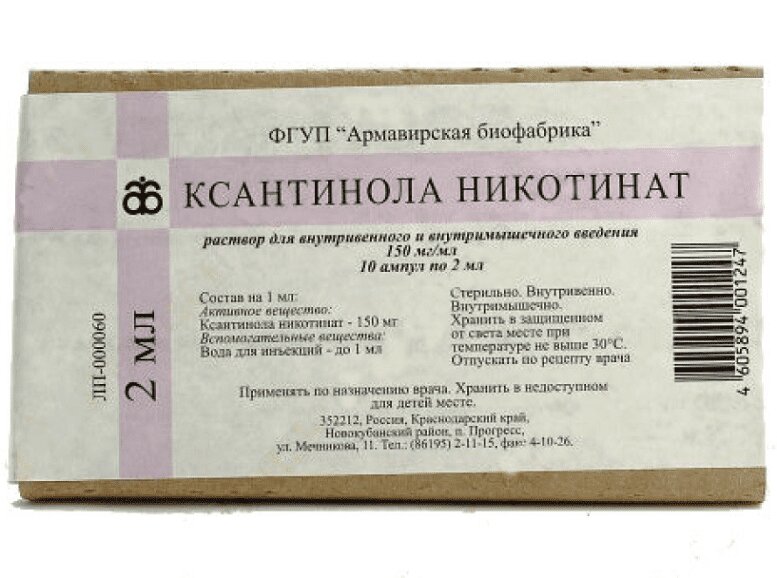 ФГУП "Армавирская биофабрика"
КСАНТИНОЛА НИКОТИНАТ
раствор для внутривенного и внутримышечного введения
150 мг/мл
10 ампул по 2 мл
Состав на 1 мл:
Активное вещество:
Ксантинола никотинат - 150 мг
Вспомогательные вещества:
Вода для инъекций - до 1 мл
Стерильно. Внутривенно.
Внутримышечно.
Хранить в защищенном
от света месте при
температуре не выше 30°С.
Отпускать по рецепту врача
Применять по назначению врача. Хранить в недоступном
для детей месте.
352212, Россия, Краснодарский край,
Новокубанский район, п. Прогресс,
ул. Мечникова, 11. Тел.: (86195) 2-11-15, факс 4-10-26.
ЛП-000060
2 мл
4 605894 001247